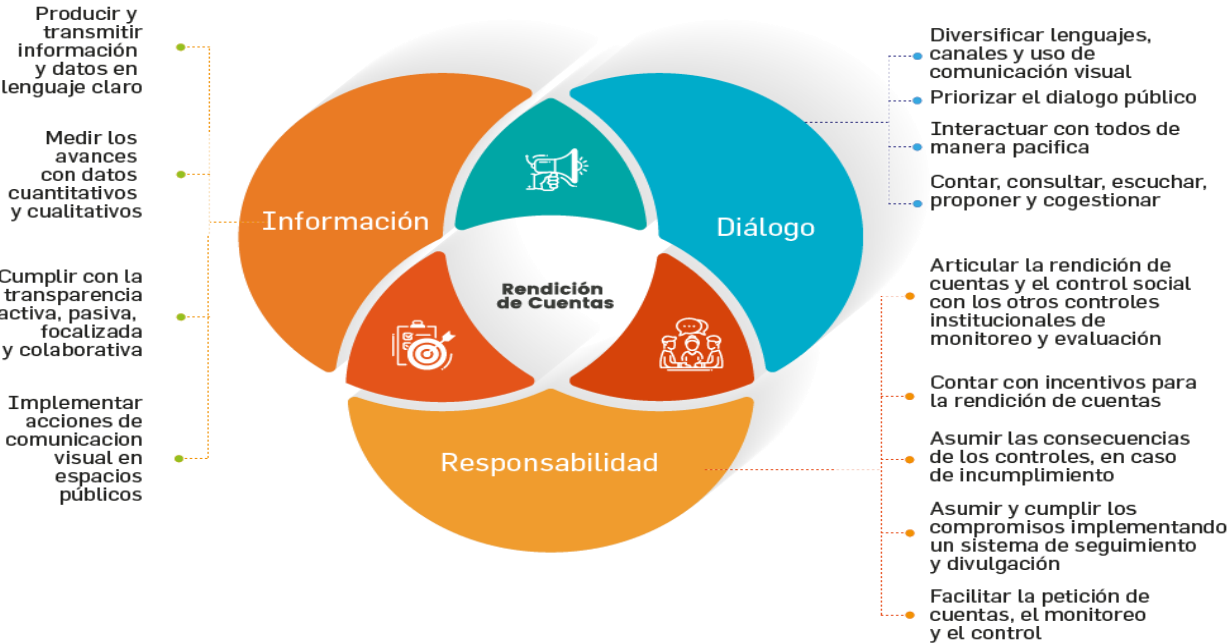 Producir y
transmitir
información
y datos en
lenguaje claro
Medir los
avances
con datos
cuantitativos
y cualitativos
Cumplir con la
transparencia
activa, pasiva,
focalizada
y colaborativa
Implementar
acciones de
comunicacion
visual en
espacios
públicos
Información
Diálogo
Rendición
de Cuentas
Responsabilidad
Diversificar lenguajes,
canales y uso de
comunicación visual
Priorizar el dialogo público
Interactuar con todos de
manera pacifica
Contar, consultar, escuchar,
proponer y cogestionar
Articular la rendición de
cuentas y el control social
con los otros controles
institucionales de
monitoreo y evaluación
Contar con incentivos para
la rendición de cuentas
Asumir las consecuencias
de los controles, en caso
de incumplimiento
Asumir y cumplir los
compromisos implementando
un sistema de seguimiento
y divulgación
Facilitar la petición de
cuentas, el monitoreo
y el control